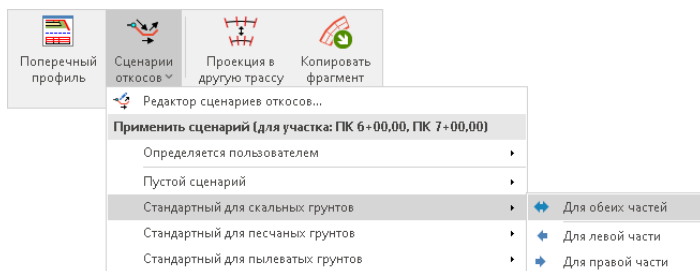 Поперечный
профиль
Сценарии
откосов
Проекция в
другую трассу
Копировать
фрагмент
Редактор сценариев откосов...
Применить сценарий (для участка: ПК 6+00,00, ПК 7+00,00)
Определяется пользователем
Пустой сценарий
Стандартный для скальных грунтов
Для обеих частей
Стандартный для песчаных грунтов
Для левой части
Стандартный для пылеватых грунтов
Для правой части